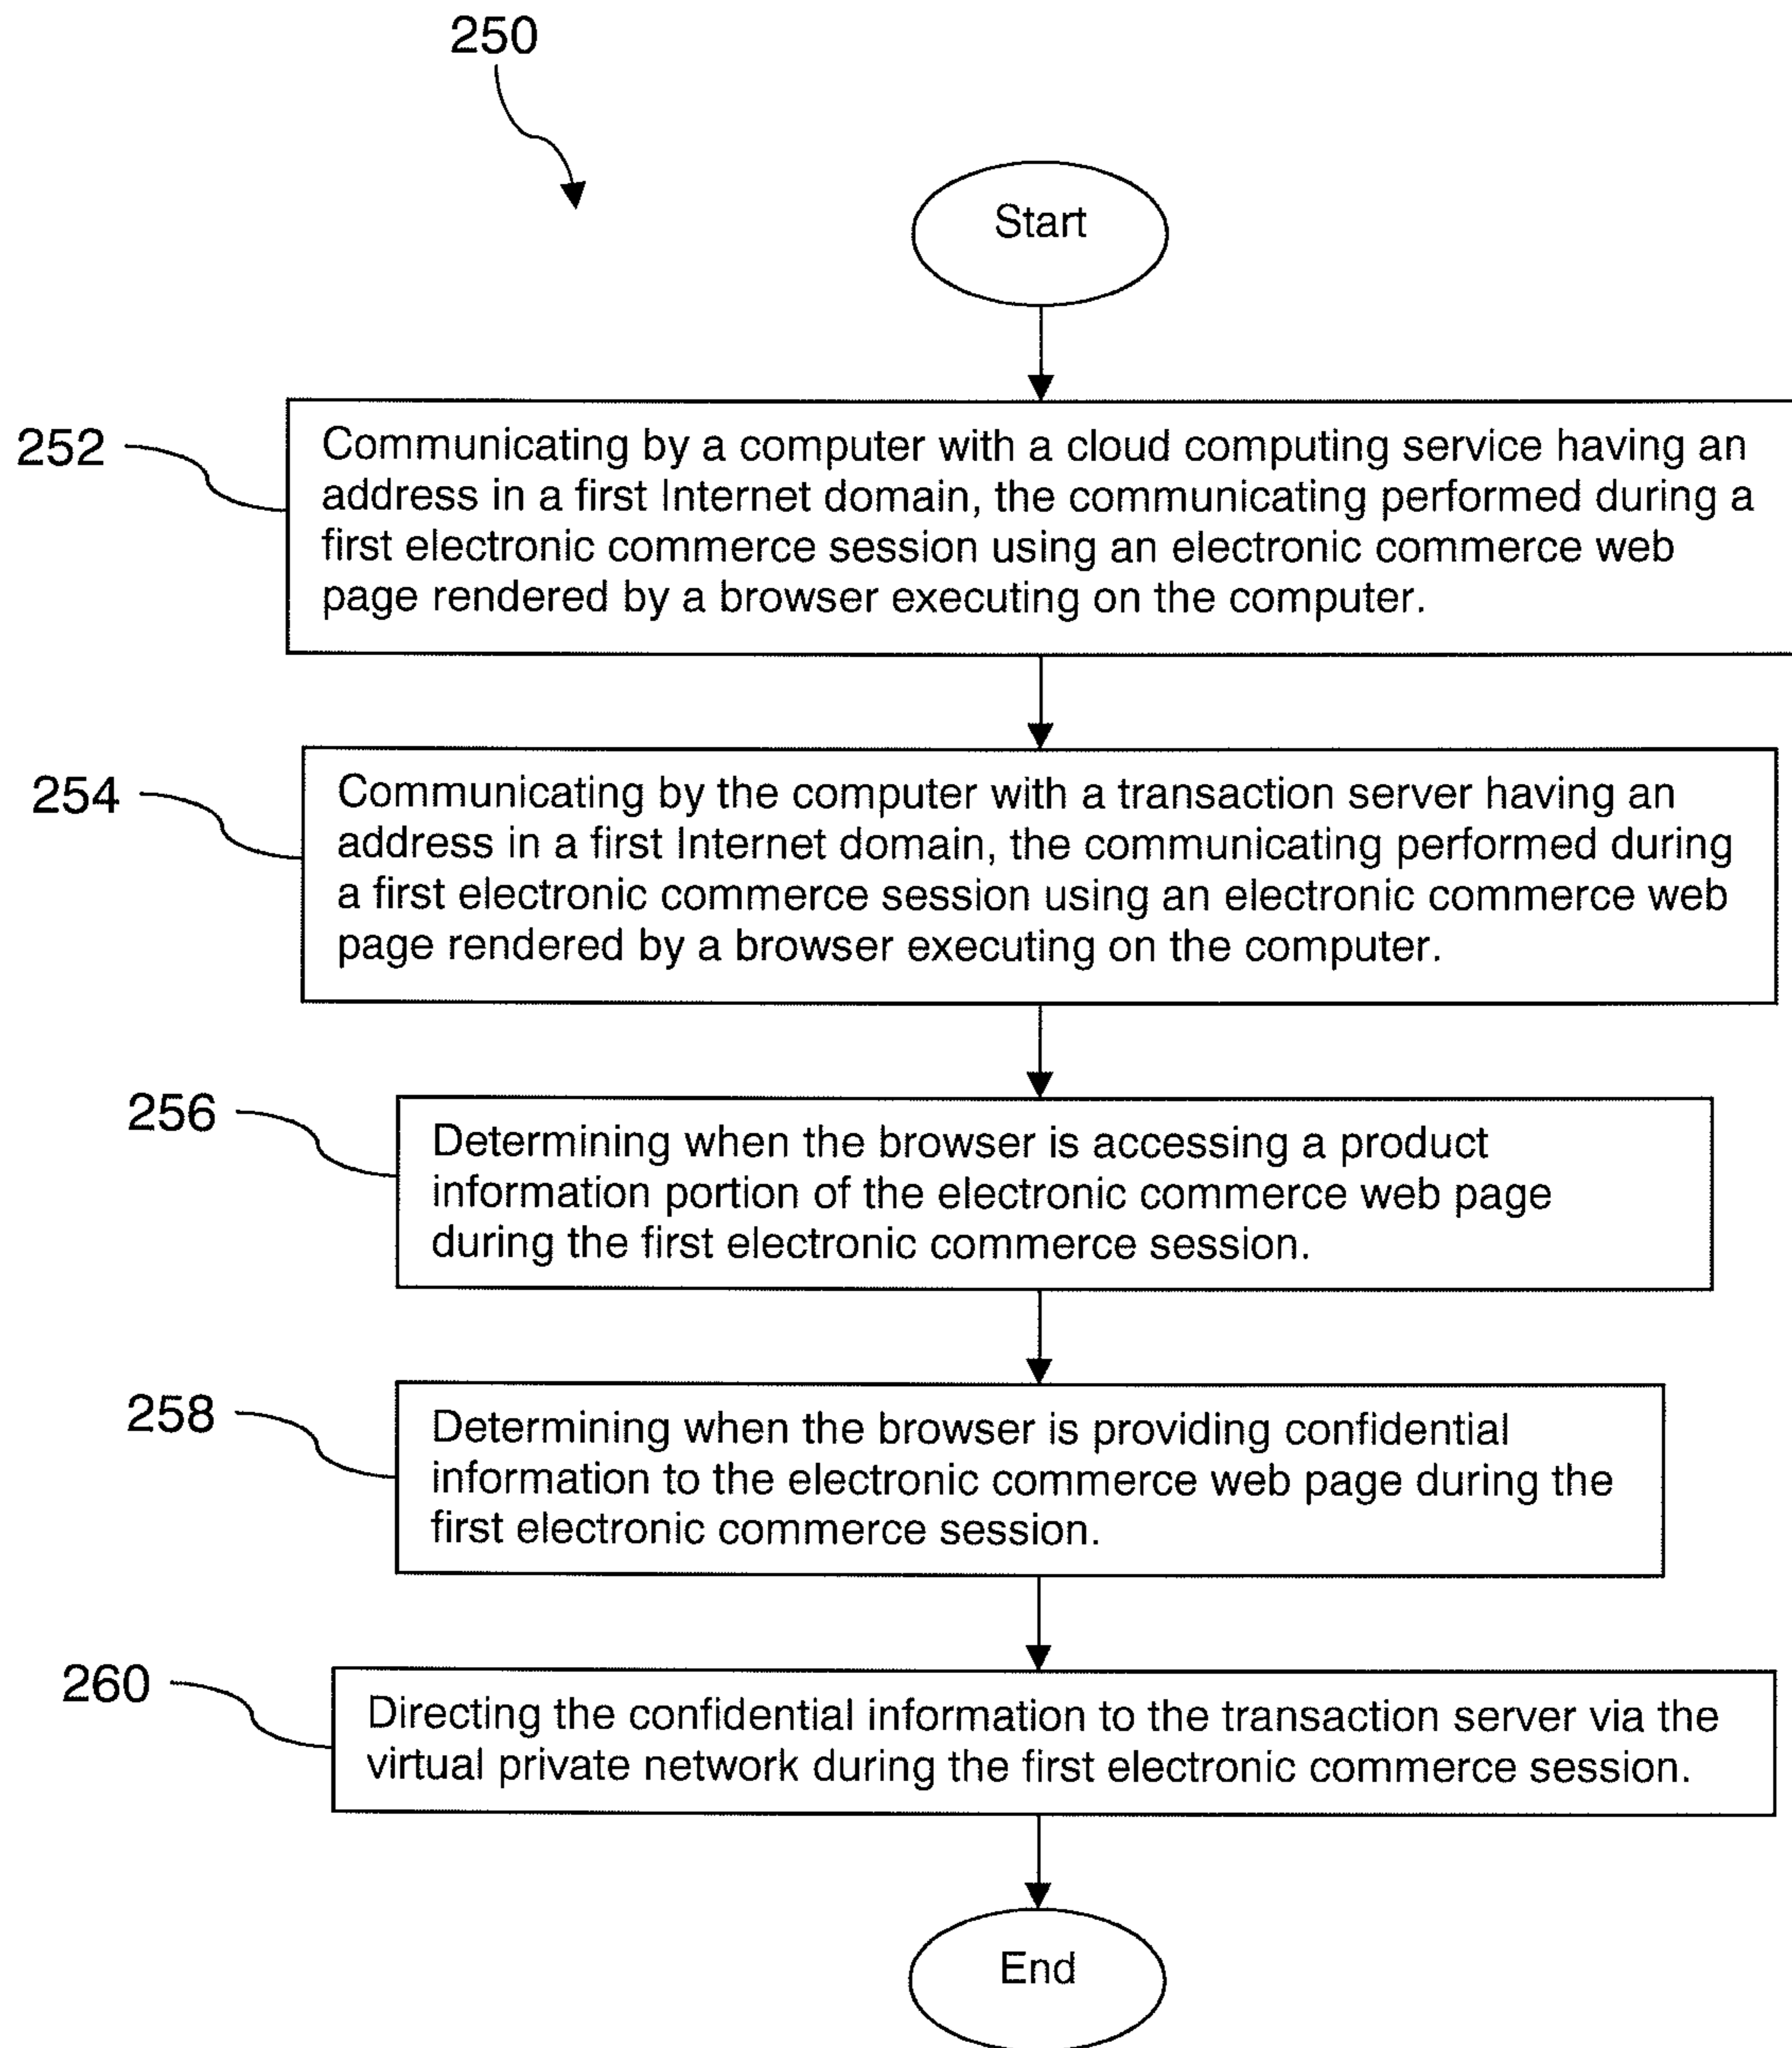 250
Start
252
Communicating by a computer with a cloud computing service having an
address in a first Internet domain, the communicating performed during a
first electronic commerce session using an electronic commerce web
page rendered by a browser executing on the computer.
254
Communicating by the computer with a transaction server having an
address in a first Internet domain, the communicating performed during
a first electronic commerce session using an electronic commerce web
page rendered by a browser executing on the computer.
256
Determining when the browser is accessing a product
information portion of the electronic commerce web page
during the first electronic commerce session.
258
Determining when the browser is providing confidential
information to the electronic commerce web page during the
first electronic commerce session.
260
Directing the confidential information to the transaction server via the
virtual private network during the first electronic commerce session.
End